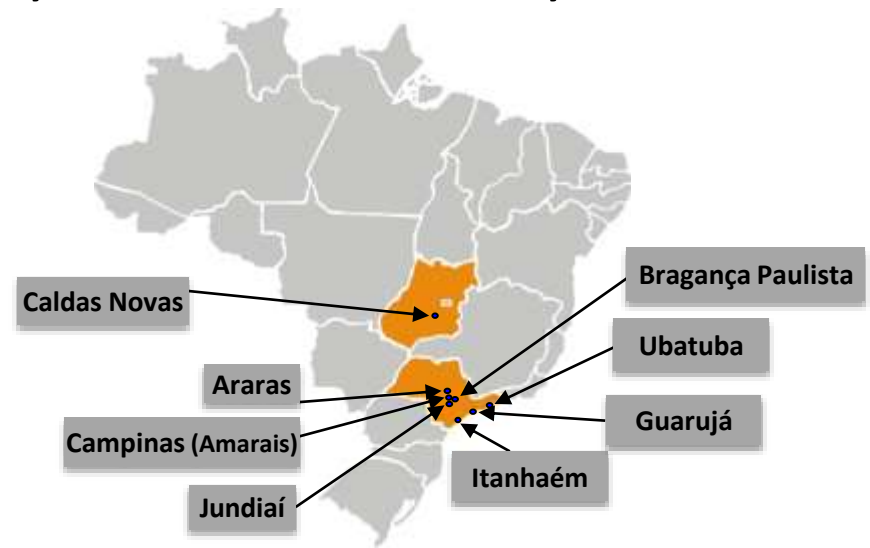 Bragança Paulista
Caldas Novas
Ubatuba
Araras
Guarujá
Campinas (Amarais)
Itanhaém
Jundiaí